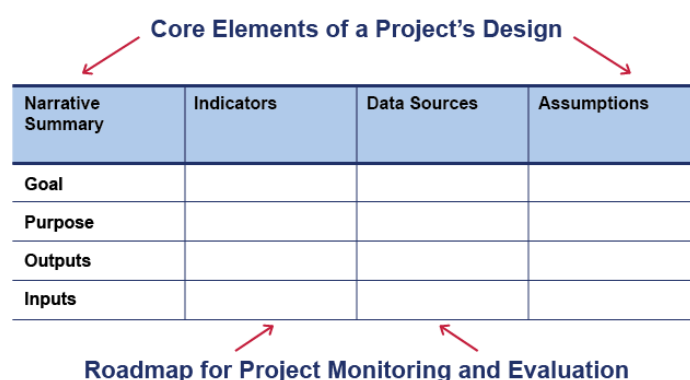 Core Elements of a Project’s Design
Narrative Summary Indicators Data Sources Assumptions
Goal
Purpose
Outputs
Inputs
Roadmap for Project Monitoring and Evaluation